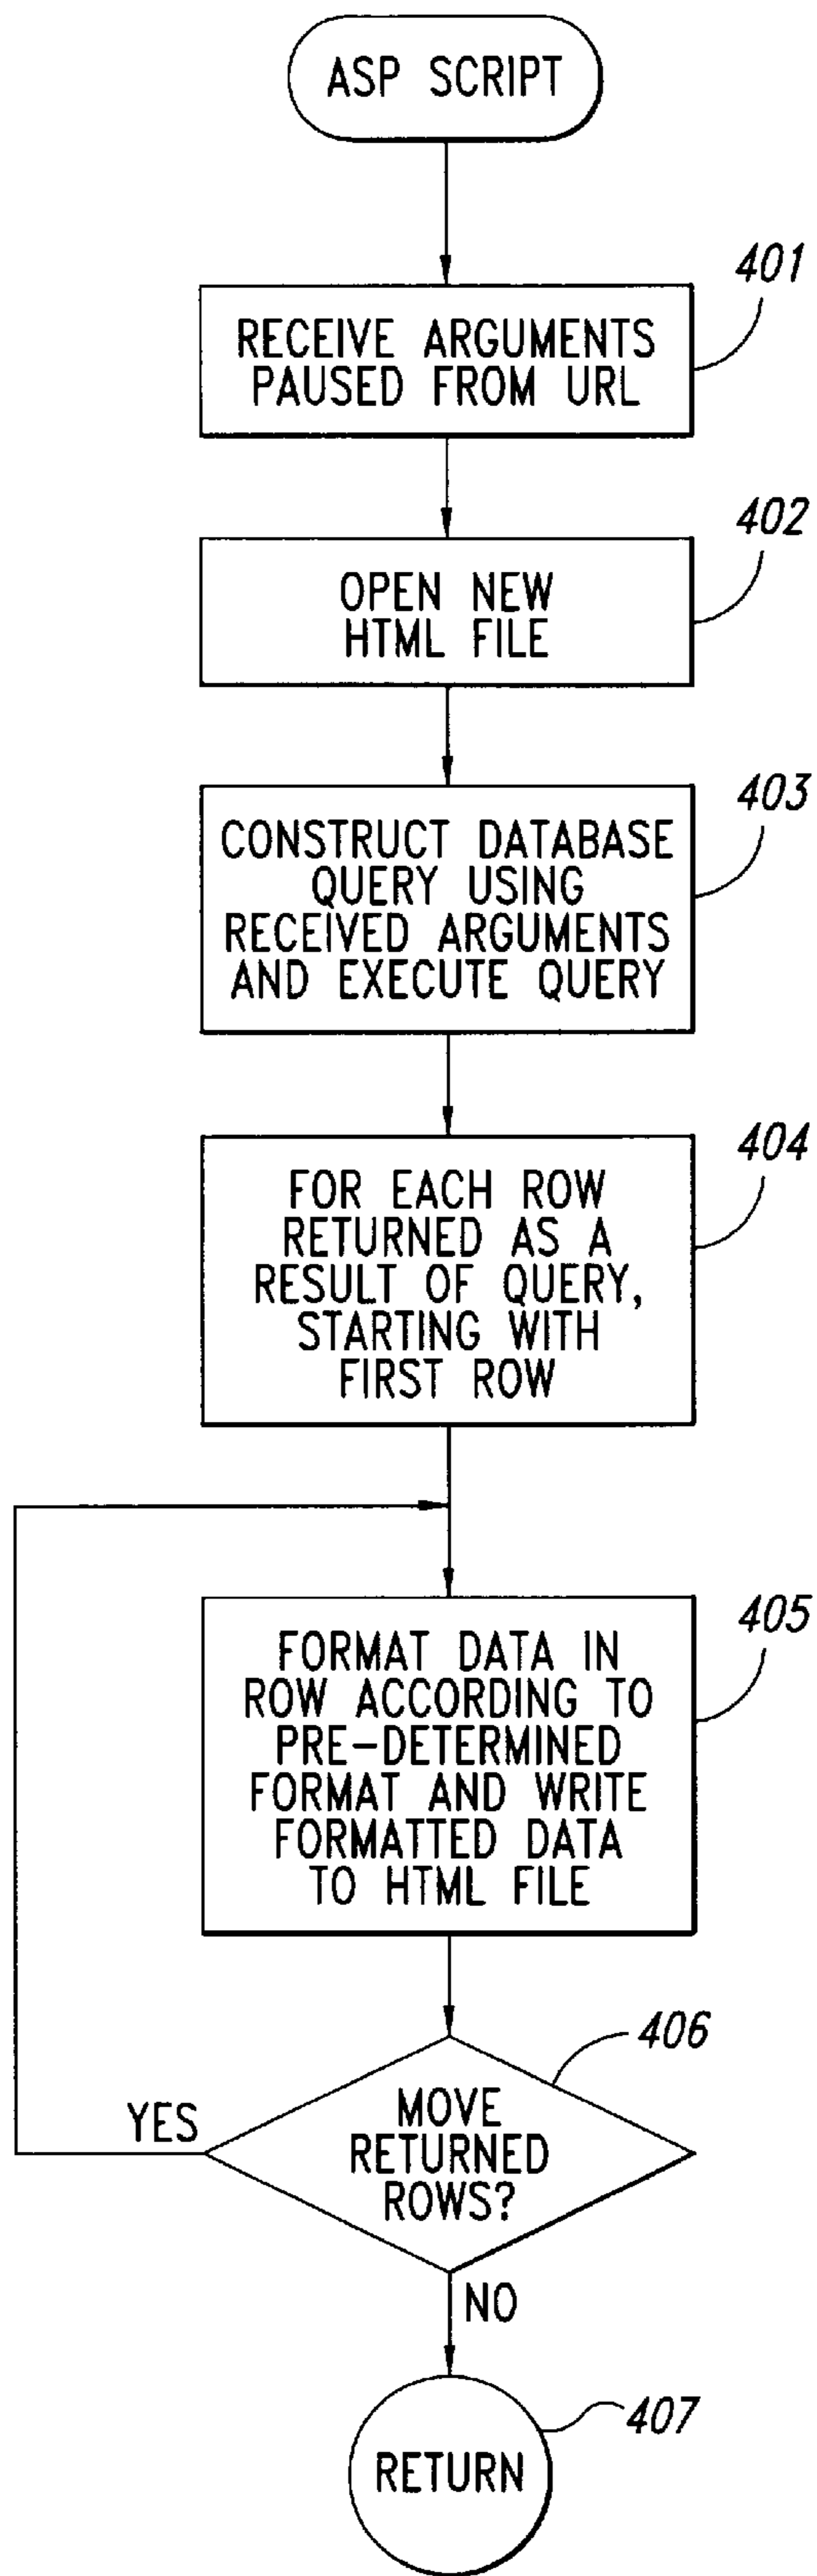 ASP SCRIPT
401
RECEIVE ARGUMENTS
PAUSED FROM URL
402
OPEN NEW
HTML FILE
403
CONSTRUCT DATABASE
QUERY USING
RECEIVED ARGUMENTS
AND EXECUTE QUERY
404
FOR EACH ROW
RETURNED AS A
RESULT OF QUERY,
STARTING WITH
FIRST ROW
405
FORMAT DATA IN
ROW ACCORDING TO
PRE-DETERMINED
FORMAT AND WRITE
FORMATTED DATA
TO HTML FILE
406
YES
MOVE
RETURNED
ROWS?
NO
407
RETURN